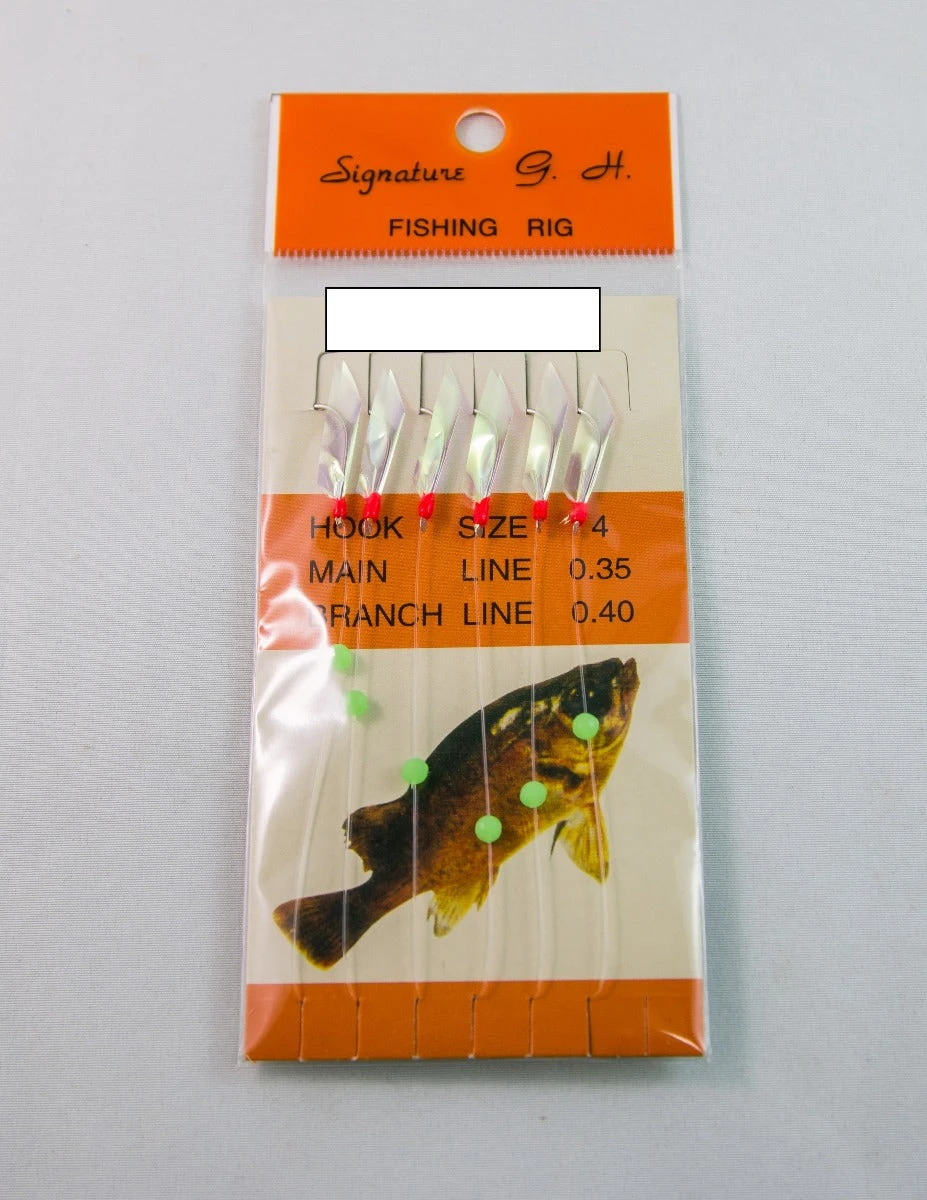 Signature G. H.
FISHING RIG
HOOK SIZE 4
MAIN LINE 0.35
BRANCH LINE 0.40